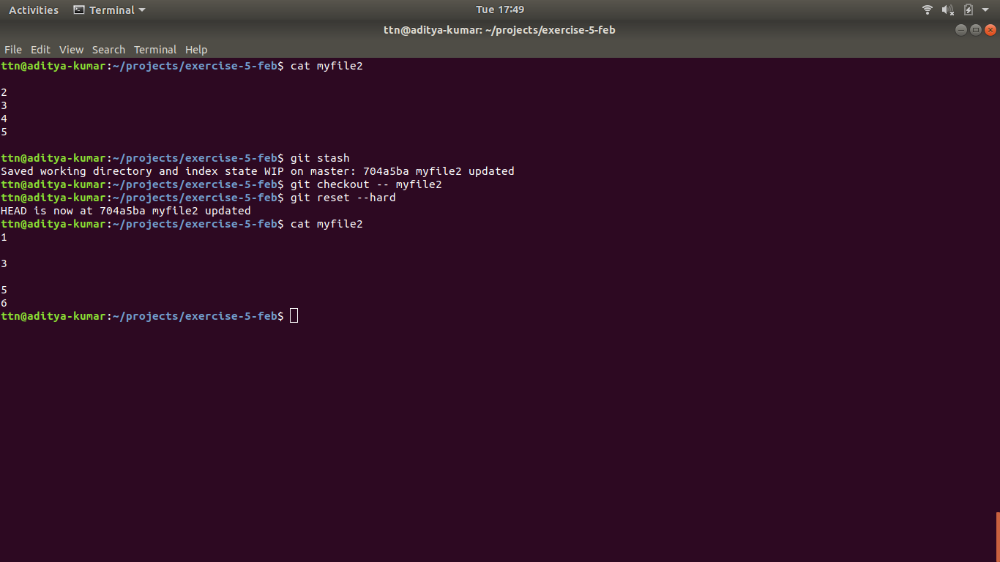 Activities Terminal Tue 17:49
ttn@aditya-kumar: ~/projects/exercise-5-feb
File Edit View Search Terminal Help
ttn@aditya-kumar:~/projects/exercise-5-feb$ cat myfile2
2
3
4
5
ttn@aditya-kumar:~/projects/exercise-5-feb$ git stash
Saved working directory and index state WIP on master: 704a5ba myfile2 updated
ttn@aditya-kumar:~/projects/exercise-5-feb$ git checkout -- myfile2
ttn@aditya-kumar:~/projects/exercise-5-feb$ git reset --hard
HEAD is now at 704a5ba myfile2 updated
ttn@aditya-kumar:~/projects/exercise-5-feb$ cat myfile2
1
3
5
6
ttn@aditya-kumar:~/projects/exercise-5-feb$